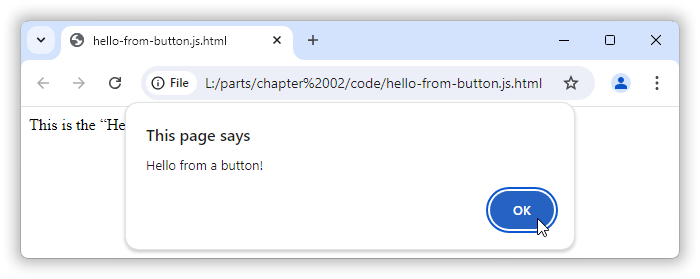 hello-from-button.js.html
File
L:/parts/chapter%2002/code/hello-from-button.js.html
This is the “He
This page says
Hello from a button!
OK